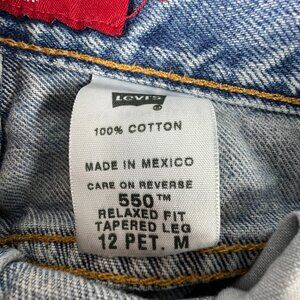 Levi's
100% COTTON
MADE IN MEXICO
CARE ON REVERSE
550™
RELAXED FIT
TAPERED LEG
12 PET. M